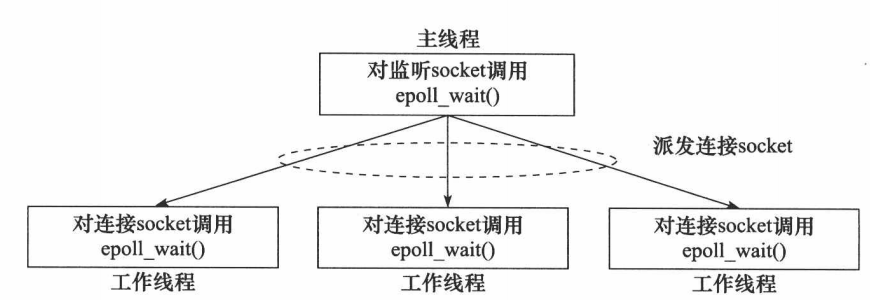 主线程
对监听socket调用
epoll_wait()
派发连接socket
对连接socket调用
epoll_wait()
工作线程
对连接socket调用
epoll_wait()
工作线程
对连接socket调用
epoll_wait()
工作线程